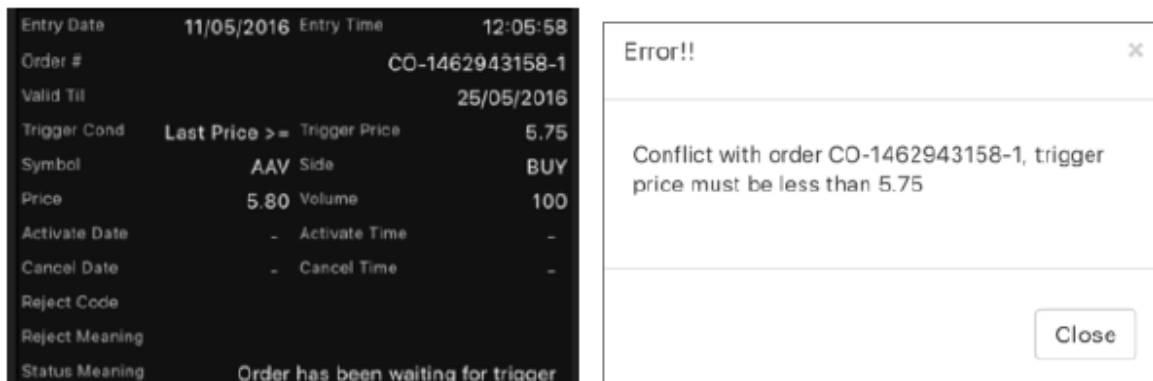 Entry Date 11/05/2016 Entry Time 12:05:58
Order # CO-1462943158-1
Valid Til 25/05/2016
Trigger Cond Last Price >= Trigger Price 5.75
Symbol AAV Side BUY
Price 5.80 Volume 100
Activate Date - Activate Time -
Cancel Date - Cancel Time -
Reject Code
Reject Meaning
Status Meaning Order has been waiting for trigger
Error!! ×
Conflict with order CO-1462943158-1, trigger
price must be less than 5.75
Close